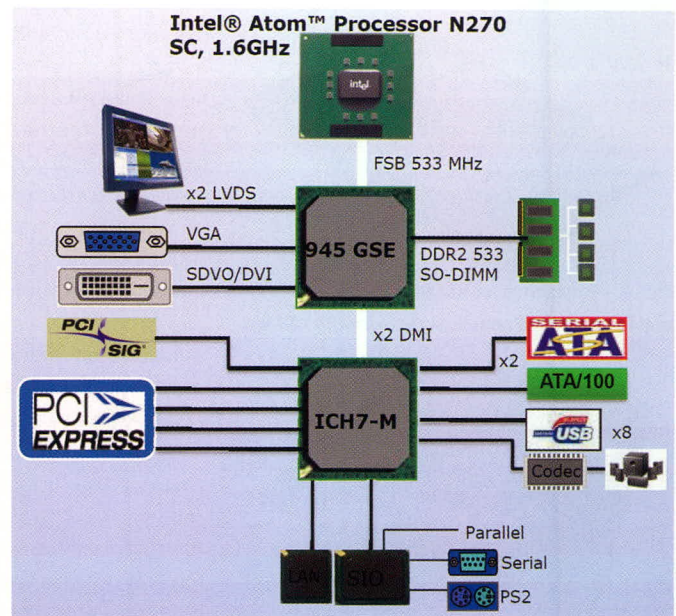 Intel® Atom™ Processor N270
SC, 1.6GHz
intel
FSB 533 MHz
x2 LVDS
VGA
945 GSE
DDR2 533
SO-DIMM
SDVO/DVI
x2 DMI
PCI
SIG®
SERIAL
ATA
x2
ATA/100
PCI
EXPRESS
ICH7-M
USB
x8
Codec
Parallel
LAN
SIO
Serial
PS2